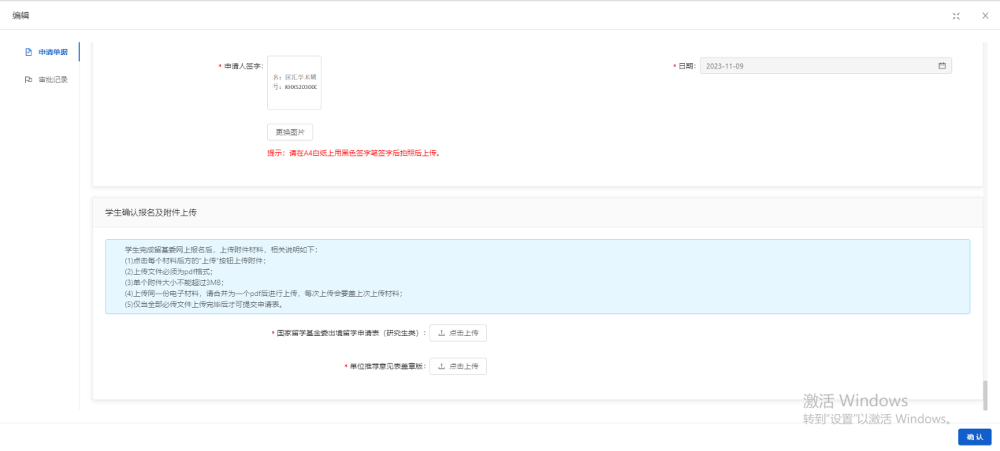 编辑
申请单据
审批记录
* 申请人签字:
名：匡汇学术硕
号：KHXS20300C
* 日期:
2023-11-09
更换图片
提示：请在A4白纸上用黑色签字笔签字后拍照后上传。
学生确认报名及附件上传
学生完成留基委网上报名后，上传附件材料，相关说明如下：
(1)点击每个材料后方的"上传"按钮上传附件；
(2)上传文件必须为pdf格式；
(3)单个附件大小不能超过3MB；
(4)上传同一份电子材料，请合并为一个pdf后进行上传，每次上传会要盖上次上传材料；
(5)仅当全部必传文件上传完毕后才可提交申请表。
* 国家留学基金委出境留学申请表（研究生类）: 点击上传
* 单位推荐意见表盖章版: 点击上传
激活 Windows
转到"设置"以激活 Windows。
确 认